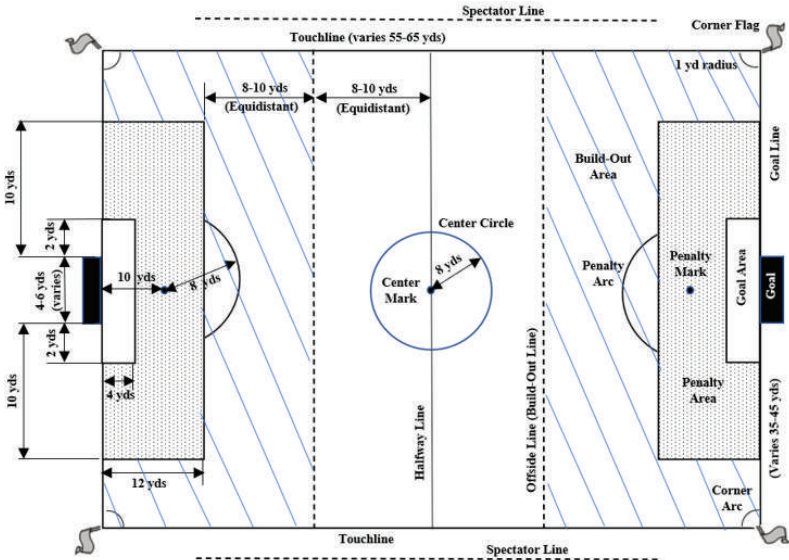 Spectator Line
Corner Flag
Touchline (varies 55-65 yds)
1 yd radius
8-10 yds
(Equidistant)
8-10 yds
(Equidistant)
10 yds
Goal Line
Build-Out
Area
2 yds
Center Circle
4-6 yds
(varies)
10 yds
8 yds
8 yds
Center
Mark
Penalty
Arc
Penalty
Mark
Goal Area
Goal
2 yds
4 yds
10 yds
12 yds
Halfway Line
Offside Line (Build-Out Line)
Penalty
Area
(Varies 35-45 yds)
Corner
Arc
Touchline
Spectator Line